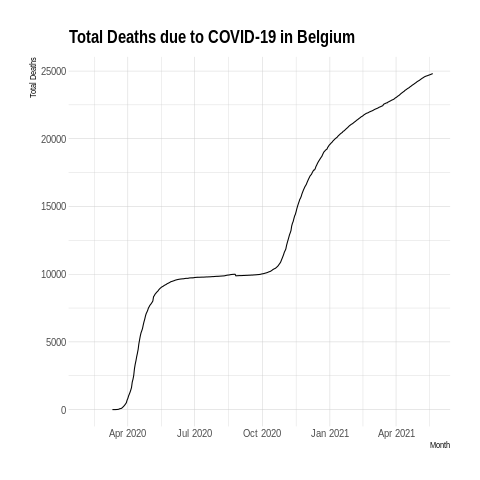 Total Deaths due to COVID-19 in Belgium
Total Deaths
25000
20000
15000
10000
5000
0
Apr 2020 Jul 2020 Oct 2020 Jan 2021 Apr 2021
Month